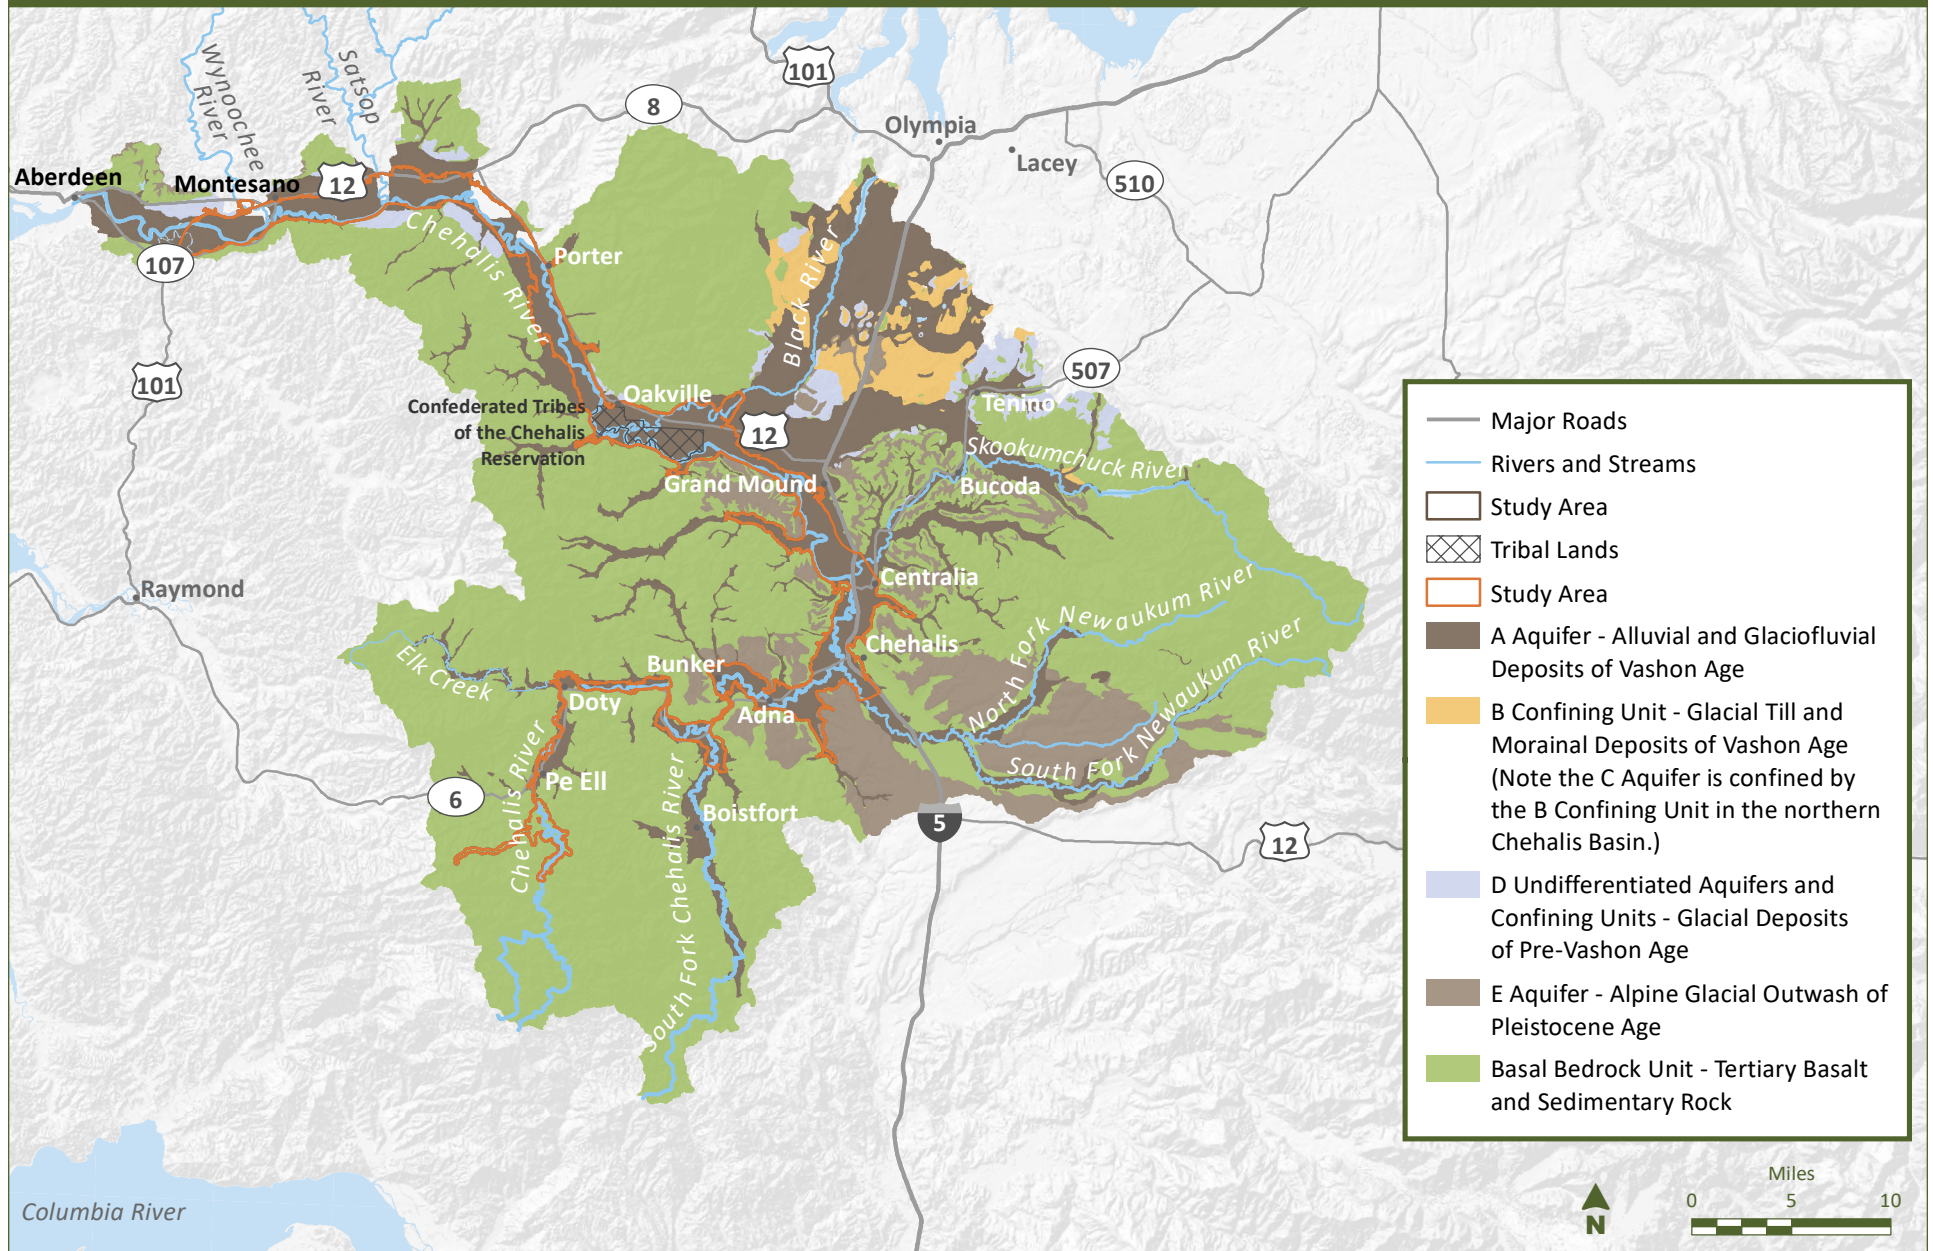 Wynoochee
River
Satsop
River
101
8
Olympia
Lacey
510
Aberdeen
Montesano
12
107
Chehalis River
Porter
Black River
507
101
Oakville
Confederated Tribes
of the Chehalis
Reservation
12
Tenino
Skookumchuck River
Grand Mound
Bucoda
Raymond
Centralia
North Fork Newaukum River
Chehalis
Elk Creek
Bunker
Doty
Adna
South Fork Newaukum River
Chehalis River
Pe Ell
6
South Fork Chehalis River
Boistfort
5
12
Columbia River
Major Roads
Rivers and Streams
Study Area
Tribal Lands
Study Area
A Aquifer - Alluvial and Glaciofluvial
Deposits of Vashon Age
B Confining Unit - Glacial Till and
Morainal Deposits of Vashon Age
(Note the C Aquifer is confined by
the B Confining Unit in the northern
Chehalis Basin.)
D Undifferentiated Aquifers and
Confining Units - Glacial Deposits
of Pre-Vashon Age
E Aquifer - Alpine Glacial Outwash of
Pleistocene Age
Basal Bedrock Unit - Tertiary Basalt
and Sedimentary Rock
Miles
0 5 10
N